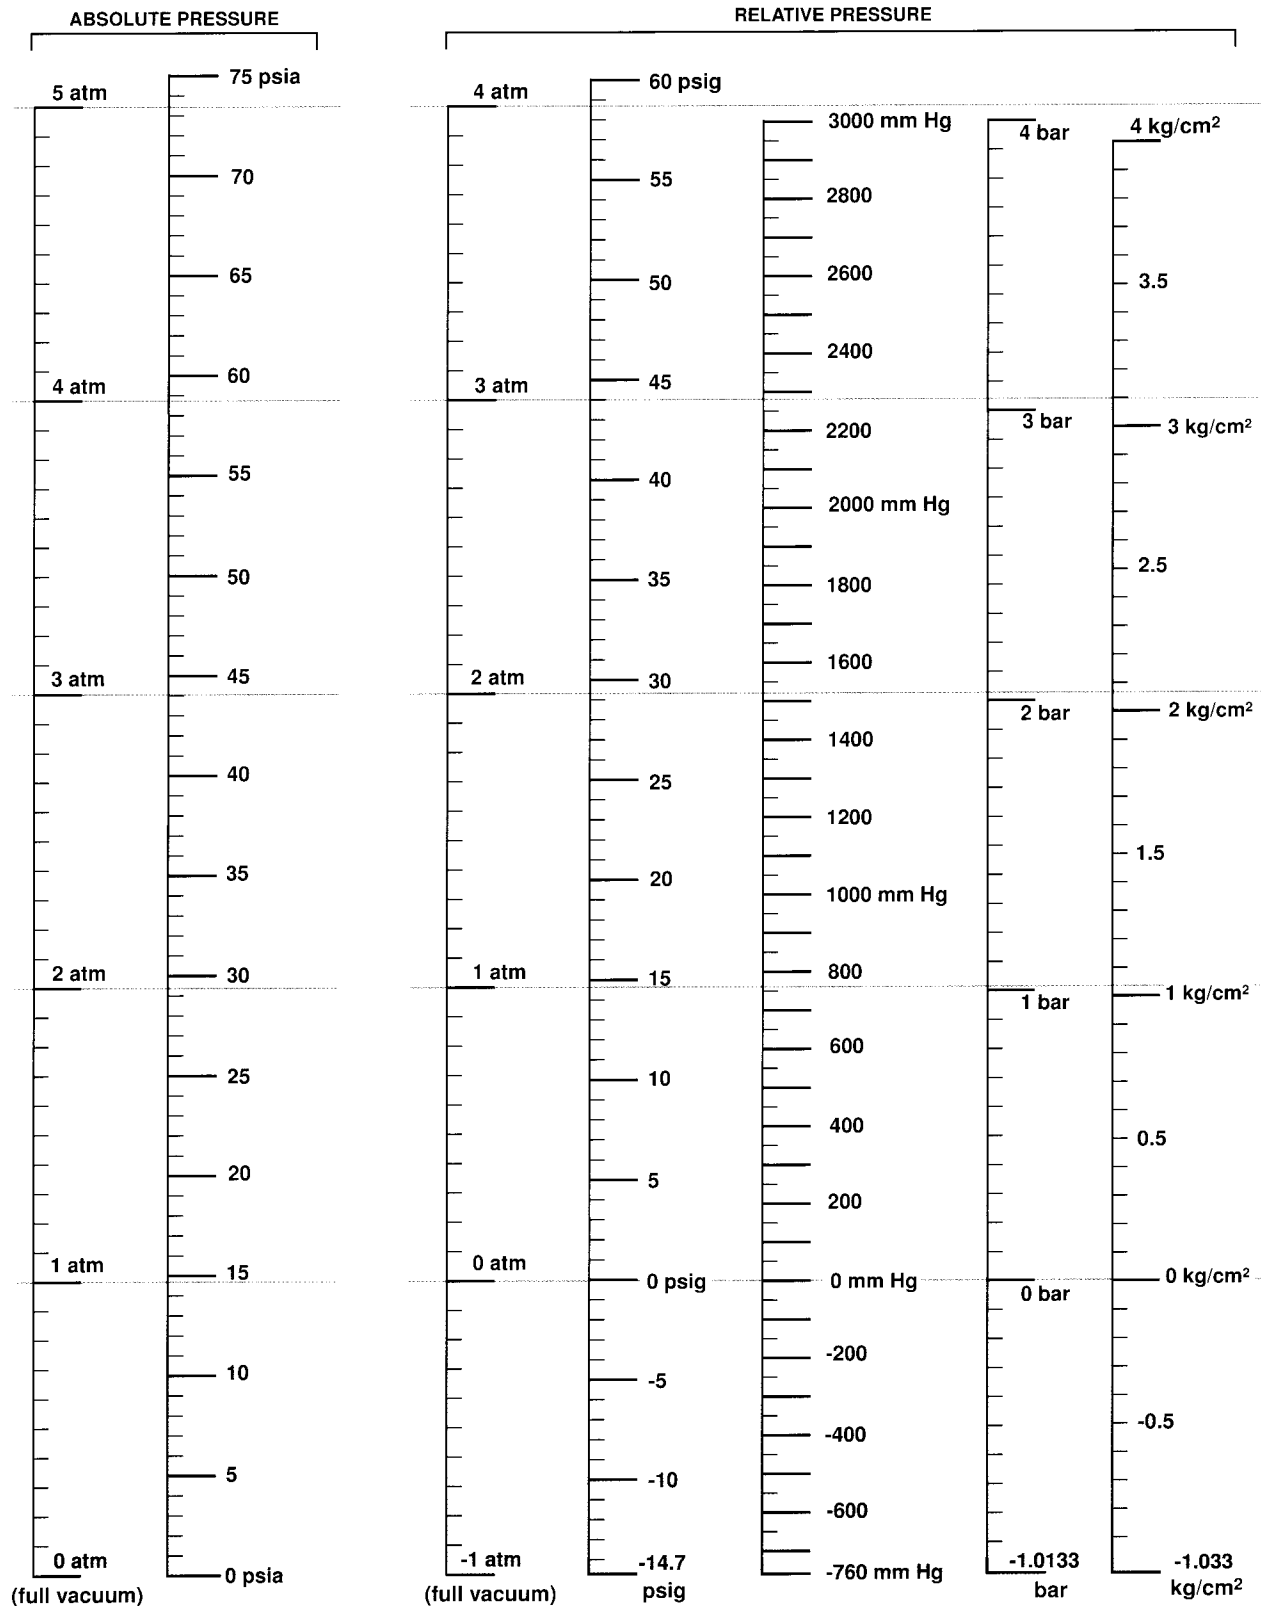 ABSOLUTE PRESSURE
RELATIVE PRESSURE
5 atm
4 atm
3 atm
2 atm
1 atm
0 atm
(full vacuum)
75 psia
70
65
60
55
50
45
40
35
30
25
20
15
10
5
0 psia
4 atm
3 atm
2 atm
1 atm
0 atm
-1 atm
(full vacuum)
60 psig
55
50
45
40
35
30
25
20
15
10
5
0 psig
-5
-10
-14.7
psig
3000 mm Hg
2800
2600
2400
2200
2000 mm Hg
1800
1600
1400
1200
1000 mm Hg
800
600
400
200
0 mm Hg
-200
-400
-600
-760 mm Hg
4 bar
3 bar
2 bar
1 bar
0 bar
-1.0133
bar
4 kg/cm²
3.5
3 kg/cm²
2.5
2 kg/cm²
1.5
1 kg/cm²
0.5
0 kg/cm²
-0.5
-1.033
kg/cm²